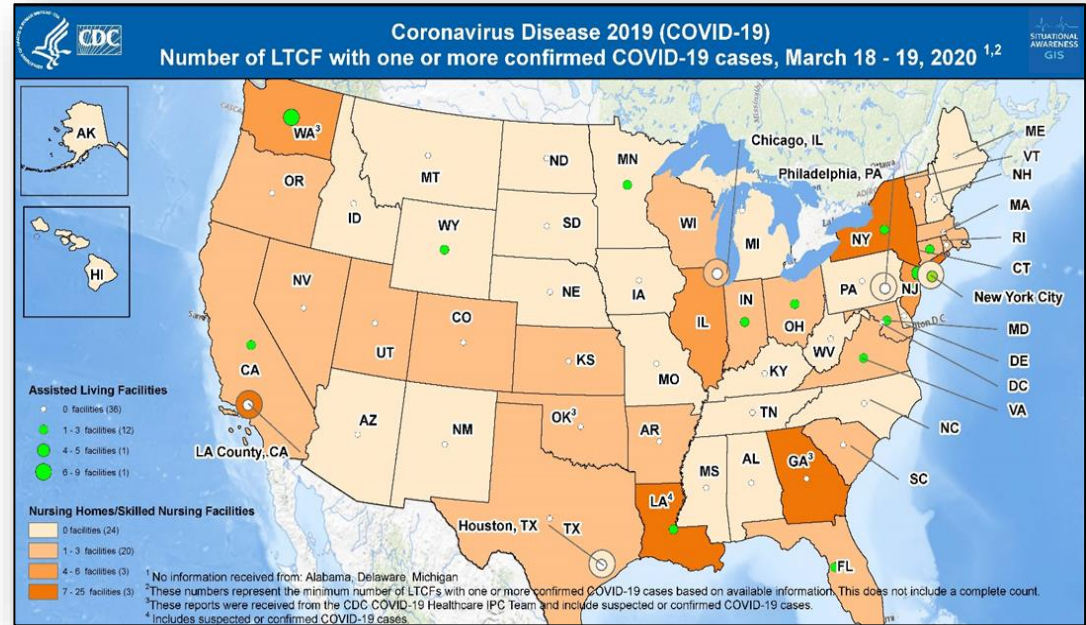 Coronavirus Disease 2019 (COVID-19)
Number of LTCF with one or more confirmed COVID-19 cases, March 18 - 19, 2020 1,2
CDC
SITUATIONAL
AWARENESS
GIS
AK
HI
WA3
OR
MT
ID
ND
SD
MN
WY
NE
IA
WI
MI
Chicago, IL
Philadelphia, PA
ME
VT
NH
MA
RI
CT
New York City
NY
PA
NJ
MD
DE
DC
VA
NC
SC
NV
UT
CO
CA
KS
MO
IL
IN
OH
WV
KY
TN
LA County, CA
AZ
NM
OK3
AR
MS
AL
GA3
LA4
Houston, TX
TX
FL
Assisted Living Facilities
0 facilities (36)
1 - 3 facilities (12)
4 - 5 facilities (1)
6 - 9 facilities (1)
Nursing Homes/Skilled Nursing Facilities
0 facilities (24)
1 - 3 facilities (20)
4 - 6 facilities (3)
7 - 25 facilities (3)
1 No information received from: Alabama, Delaware, Michigan
2These numbers represent the minimum number of LTCFs with one or more confirmed COVID-19 cases based on available information. This does not include a complete count.
3These reports were received from the CDC COVID-19 Healthcare IPC Team and include suspected or confirmed COVID-19 cases.
4 Includes suspected or confirmed COVID-19 cases.